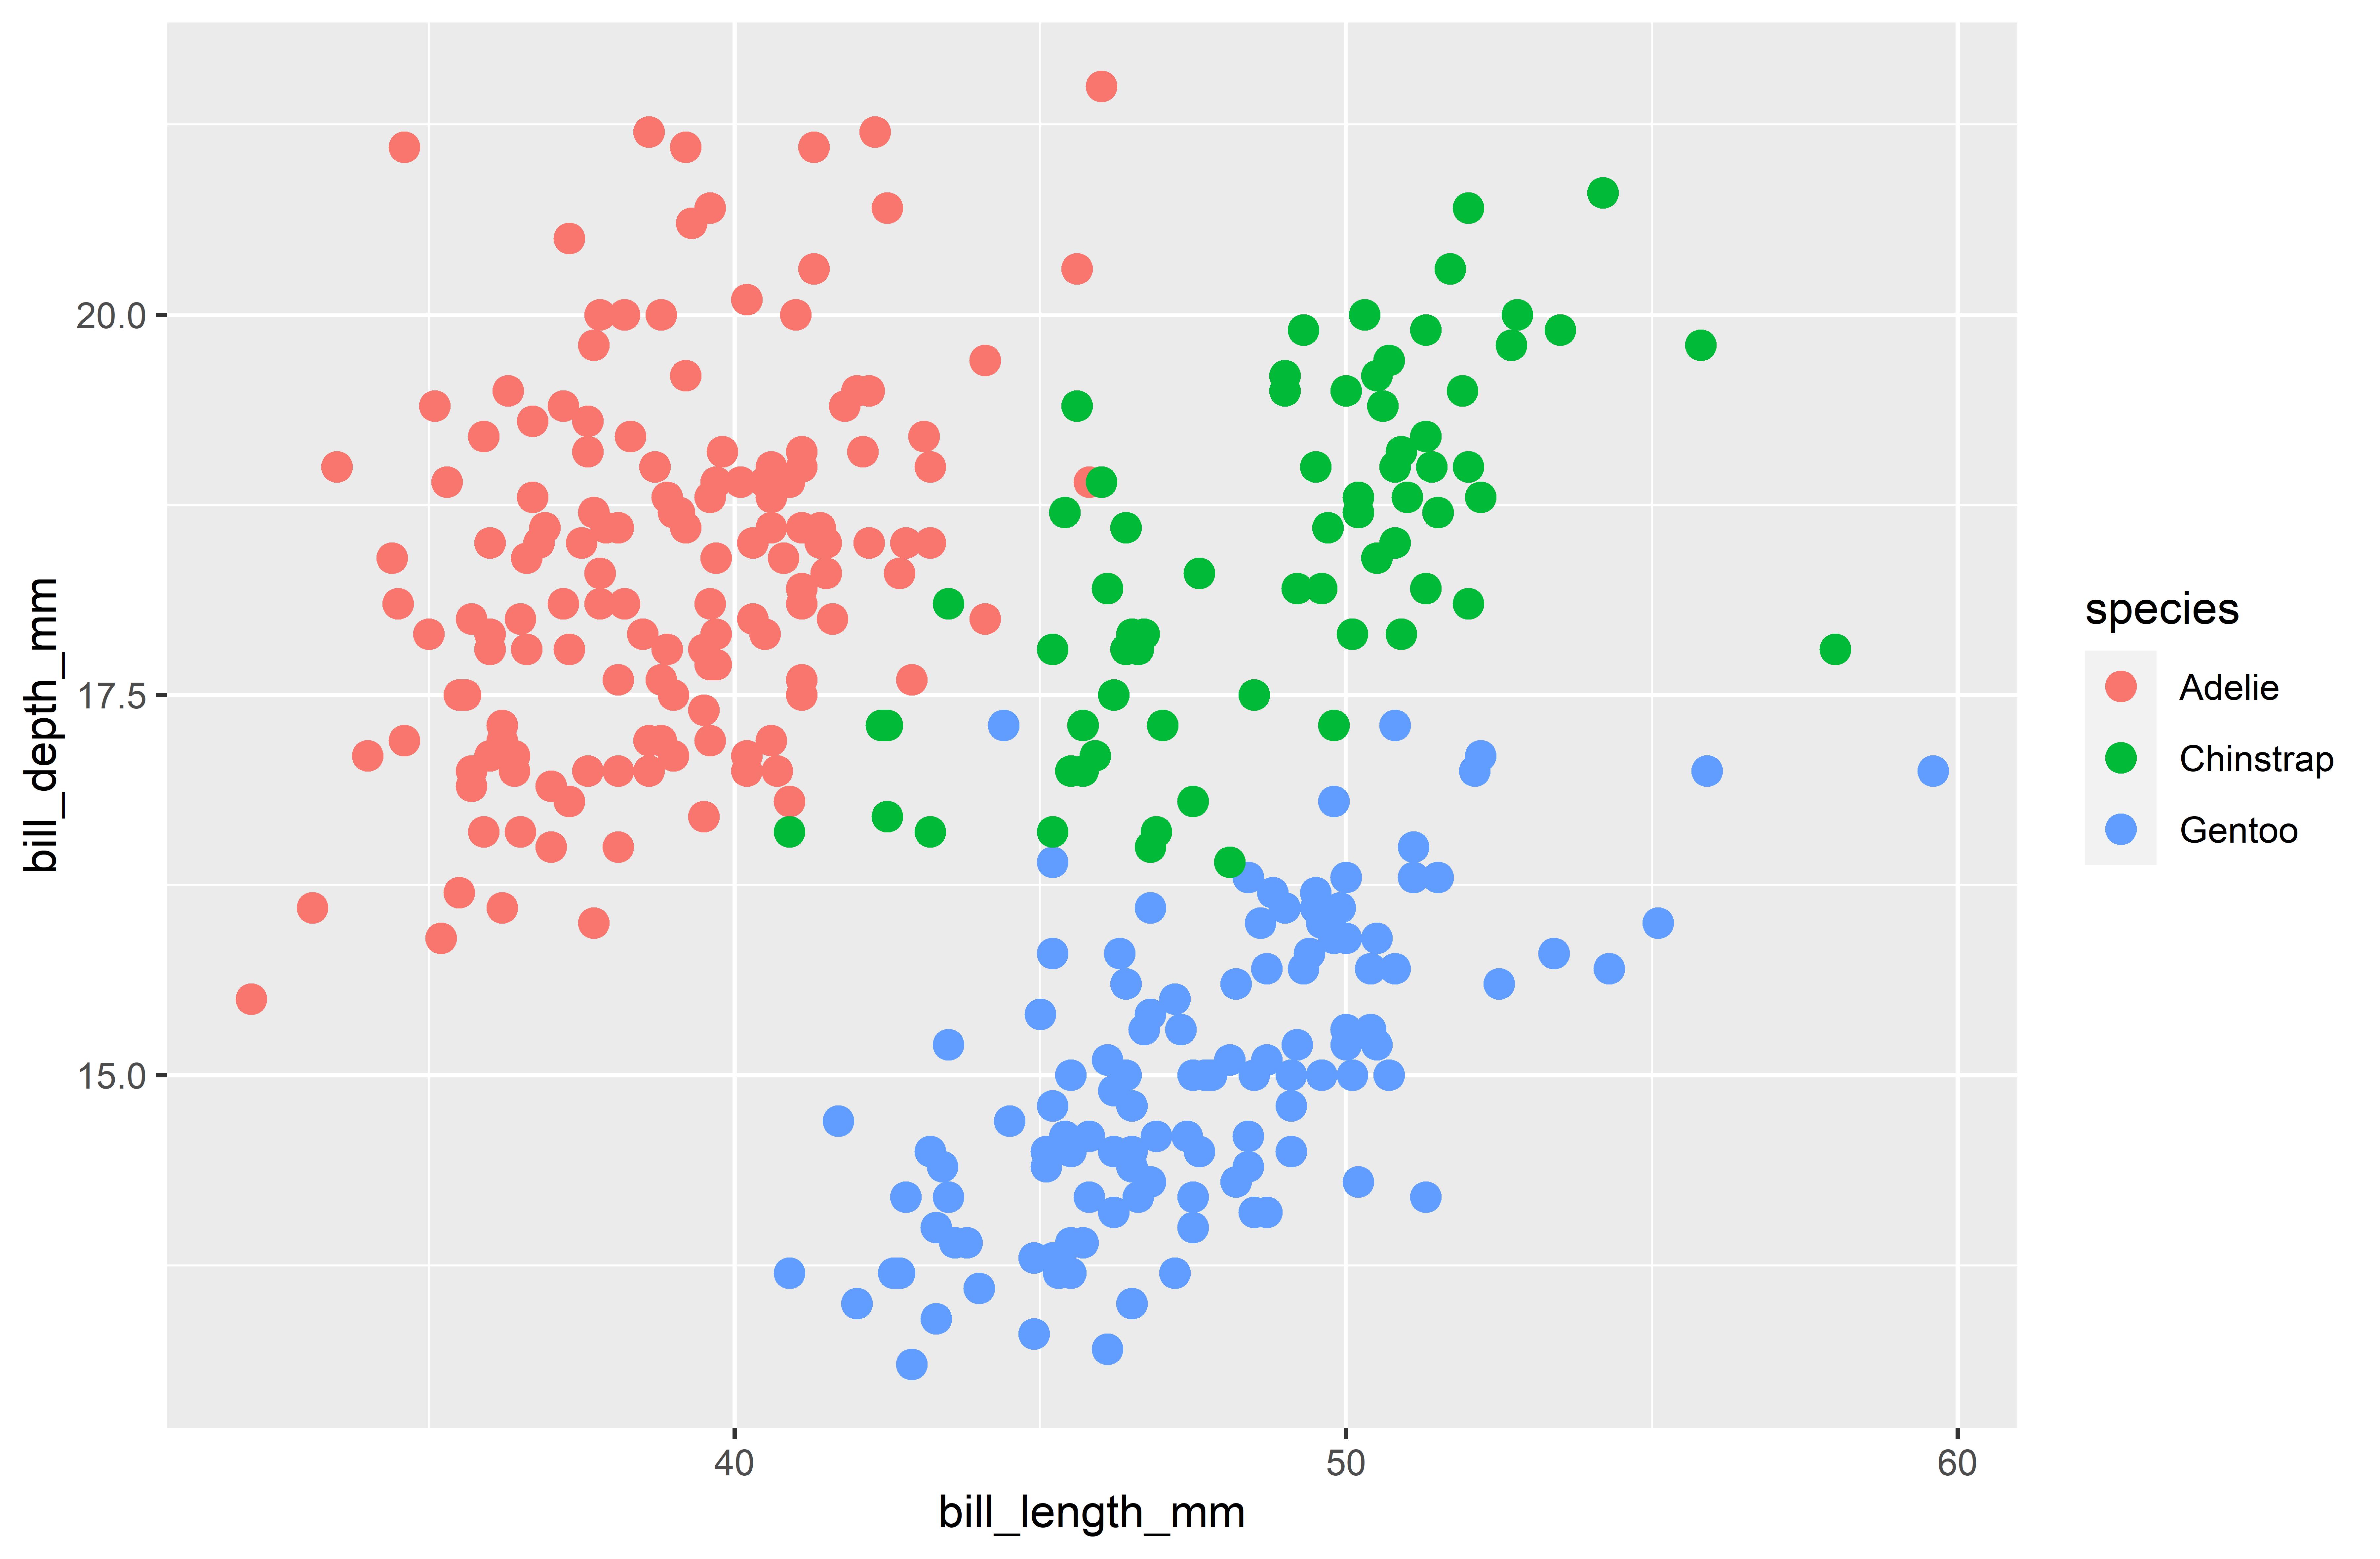 bill_depth_mm
20.0
17.5
15.0
40
50
60
bill_length_mm
species
Adelie
Chinstrap
Gentoo